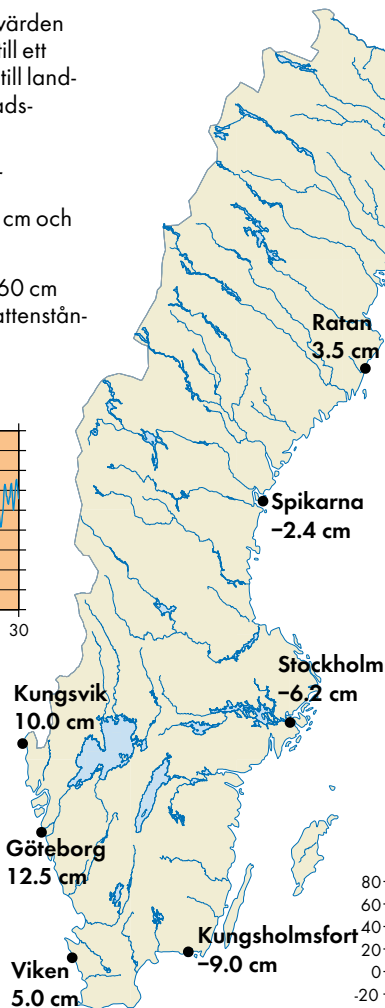 värden
till ett
till land-
ads-
cm och
60 cm
attenstån-
Ratan
3.5 cm
30
Spikarna
−2.4 cm
Stockholm
−6.2 cm
Kungsvik
10.0 cm
Göteborg
12.5 cm
Kungsholmsfort
−9.0 cm
Viken
5.0 cm
80
60
40
20
0
-20